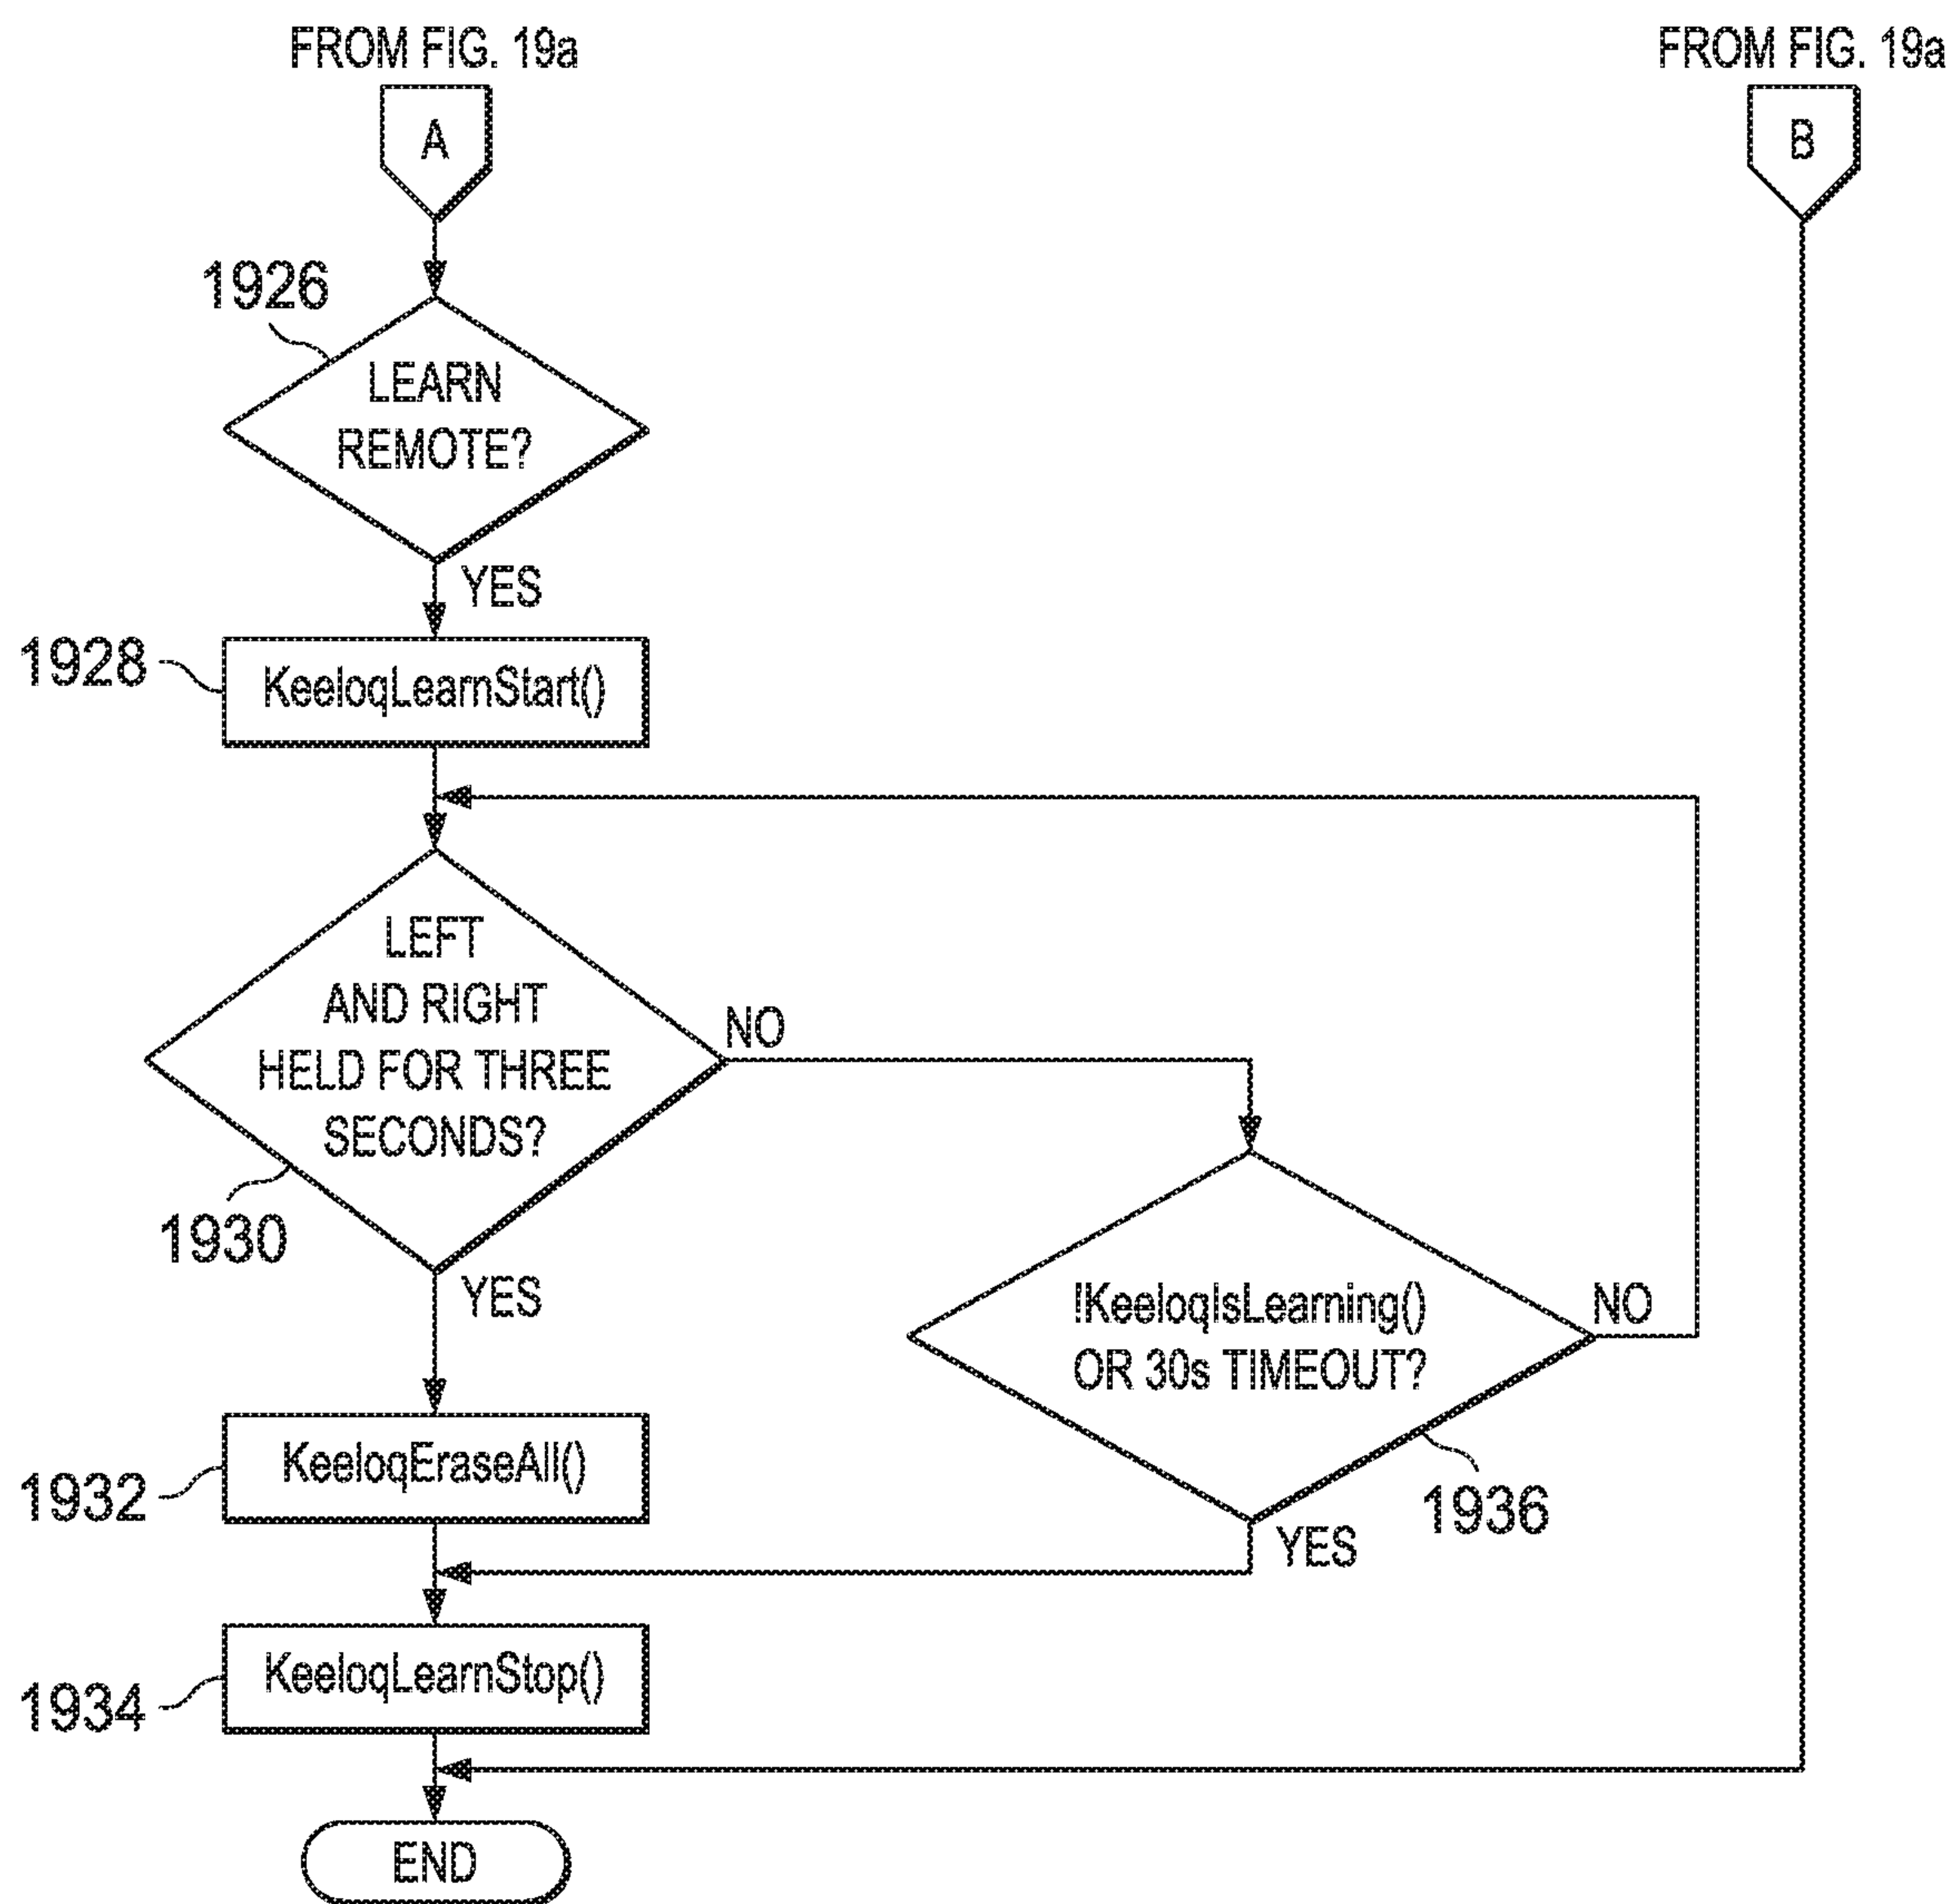 FROM FIG. 19a
A
FROM FIG. 19a
B
1926
LEARN
REMOTE?
YES
1928
KeeloqLearnStart()
LEFT
AND RIGHT
HELD FOR THREE
SECONDS?
NO
1930
YES
!KeeloqIsLearning()
OR 30s TIMEOUT?
NO
1936
YES
KeeloqEraseAll()
1932
KeeloqLearnStop()
1934
END